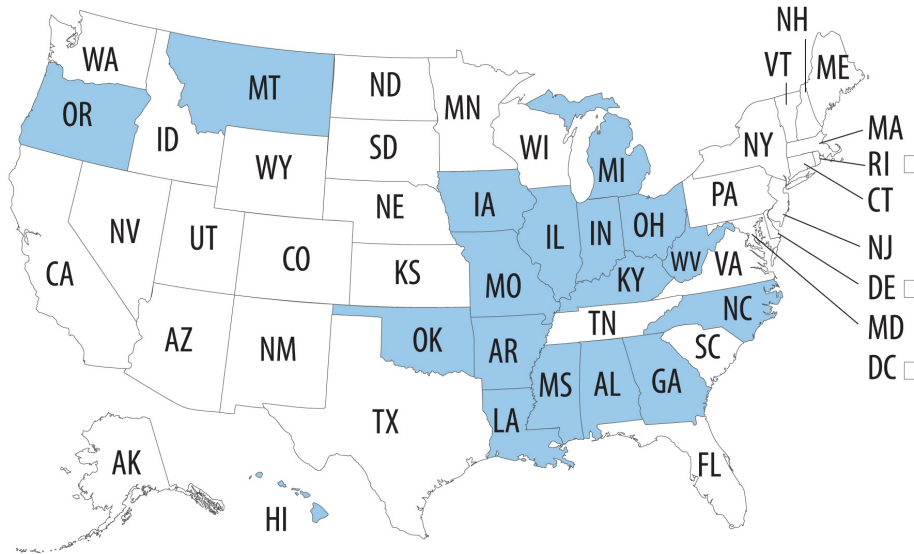 NH
VT
ME
WA
MT
ND
MN
OR
ID
SD
WI
NY
MA
RI
MI
WY
CT
PA
IA
NE
OH
NV
UT
IL
IN
NJ
CO
WV
VA
CA
KS
MO
KY
DE
NC
MD
TN
AZ
NM
OK
AR
SC
DC
MS
AL
GA
TX
LA
AK
FL
HI